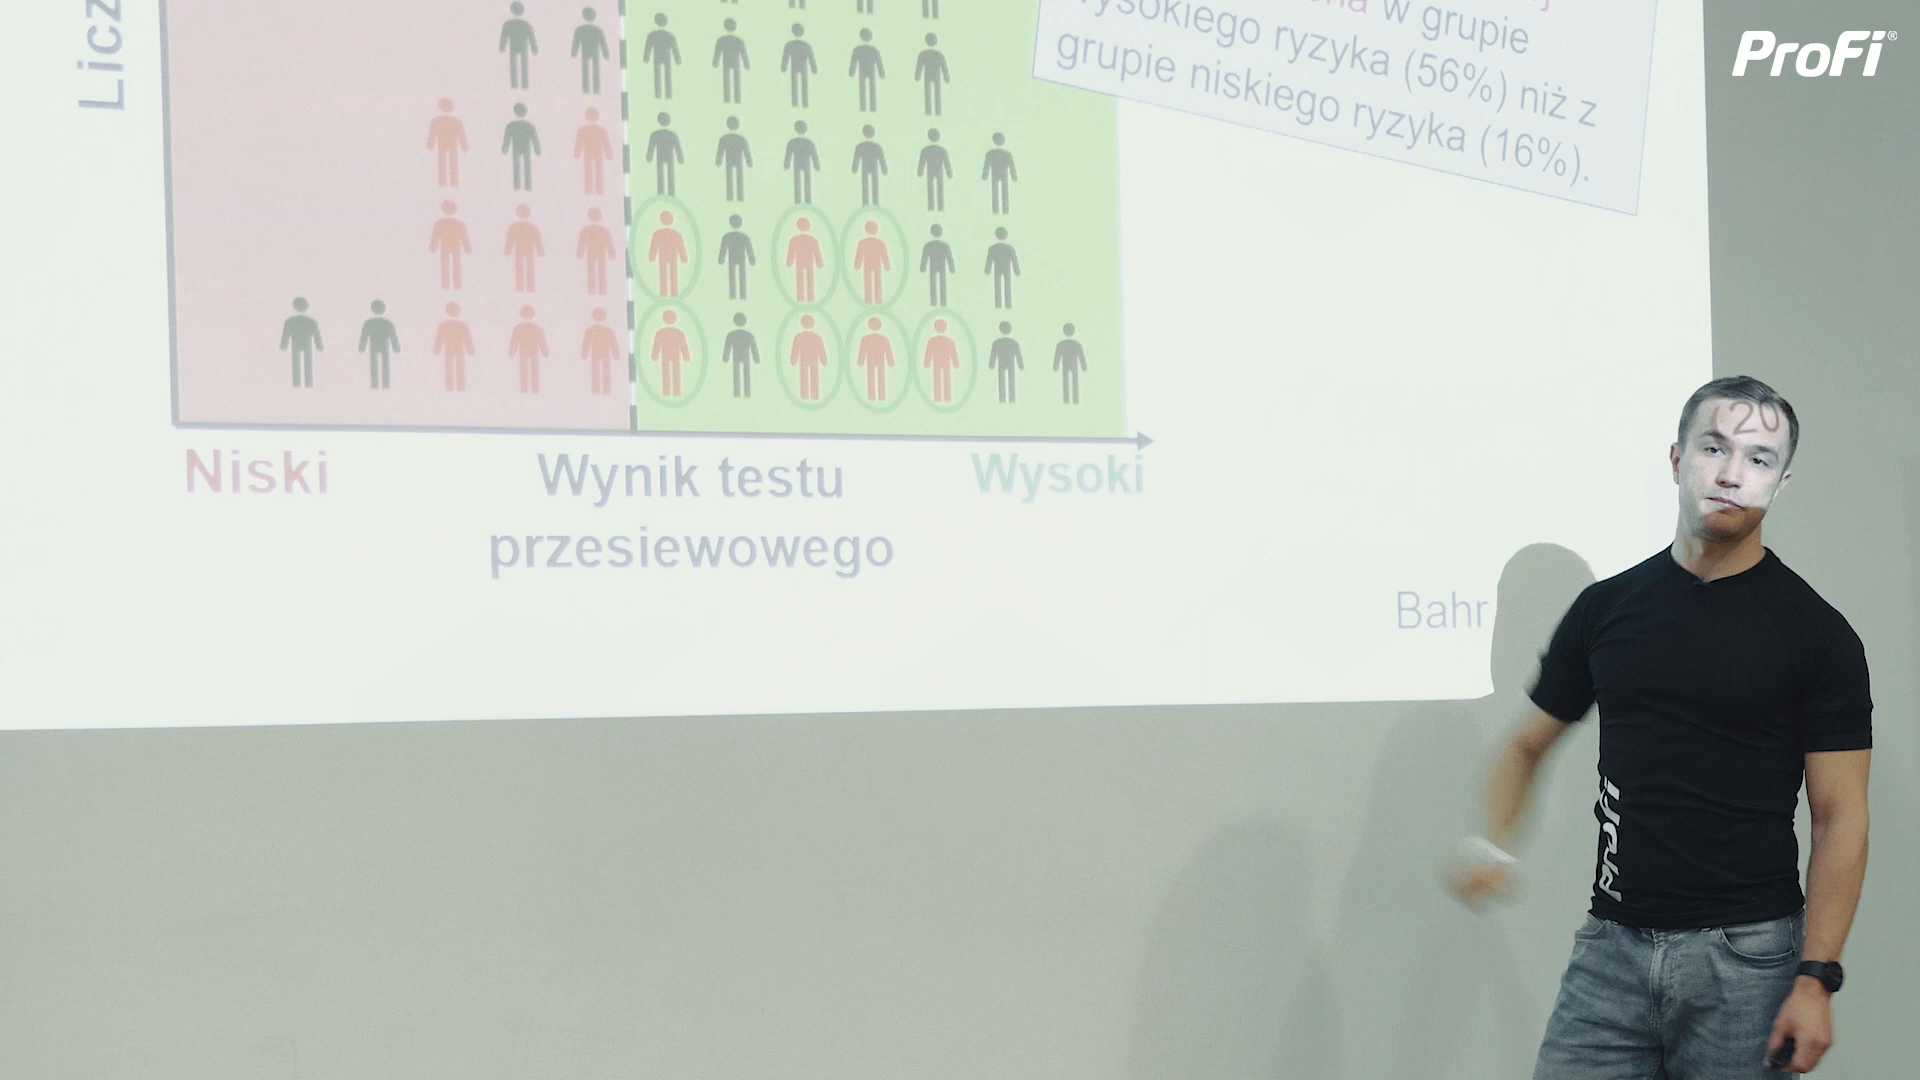 ProFi®
Licz
w grupie
wysokiego ryzyka (56%) niż z
grupie niskiego ryzyka (16%).
Niski
Wynik testu
Wysoki
przesiewowego
Bahr
20
ProFi